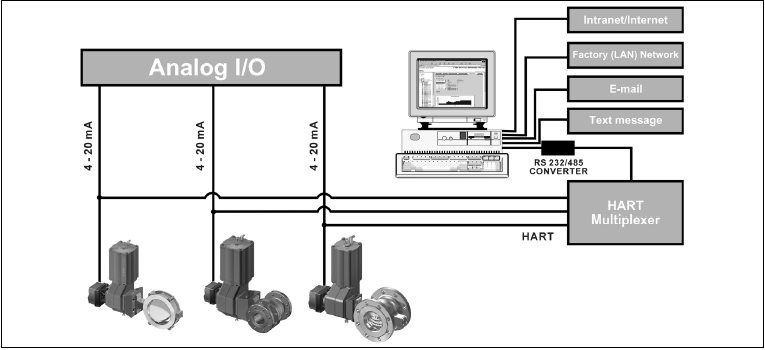 Intranet/Internet
Factory (LAN) Network
E-mail
Text message
Analog I/O
4 - 20 mA
4 - 20 mA
4 - 20 mA
RS 232/485
CONVERTER
HART
Multiplexer
HART